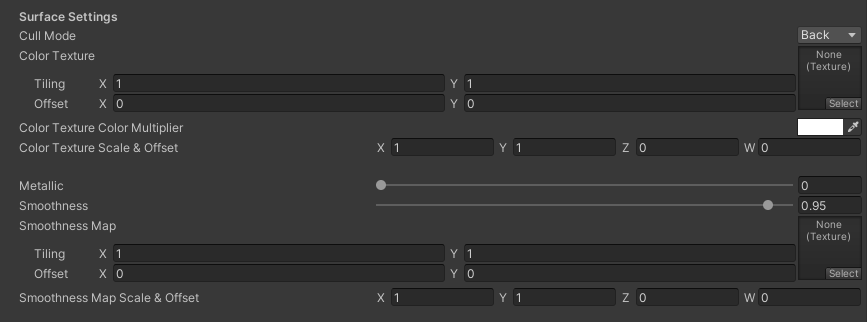 Surface Settings
Cull Mode Back
Color Texture None (Texture)
Tiling X 1 Y 1
Offset X 0 Y 0 Select
Color Texture Color Multiplier
Color Texture Scale & Offset X 1 Y 1 Z 0 W 0
Metallic 0
Smoothness 0.95
Smoothness Map None (Texture)
Tiling X 1 Y 1
Offset X 0 Y 0 Select
Smoothness Map Scale & Offset X 1 Y 1 Z 0 W 0